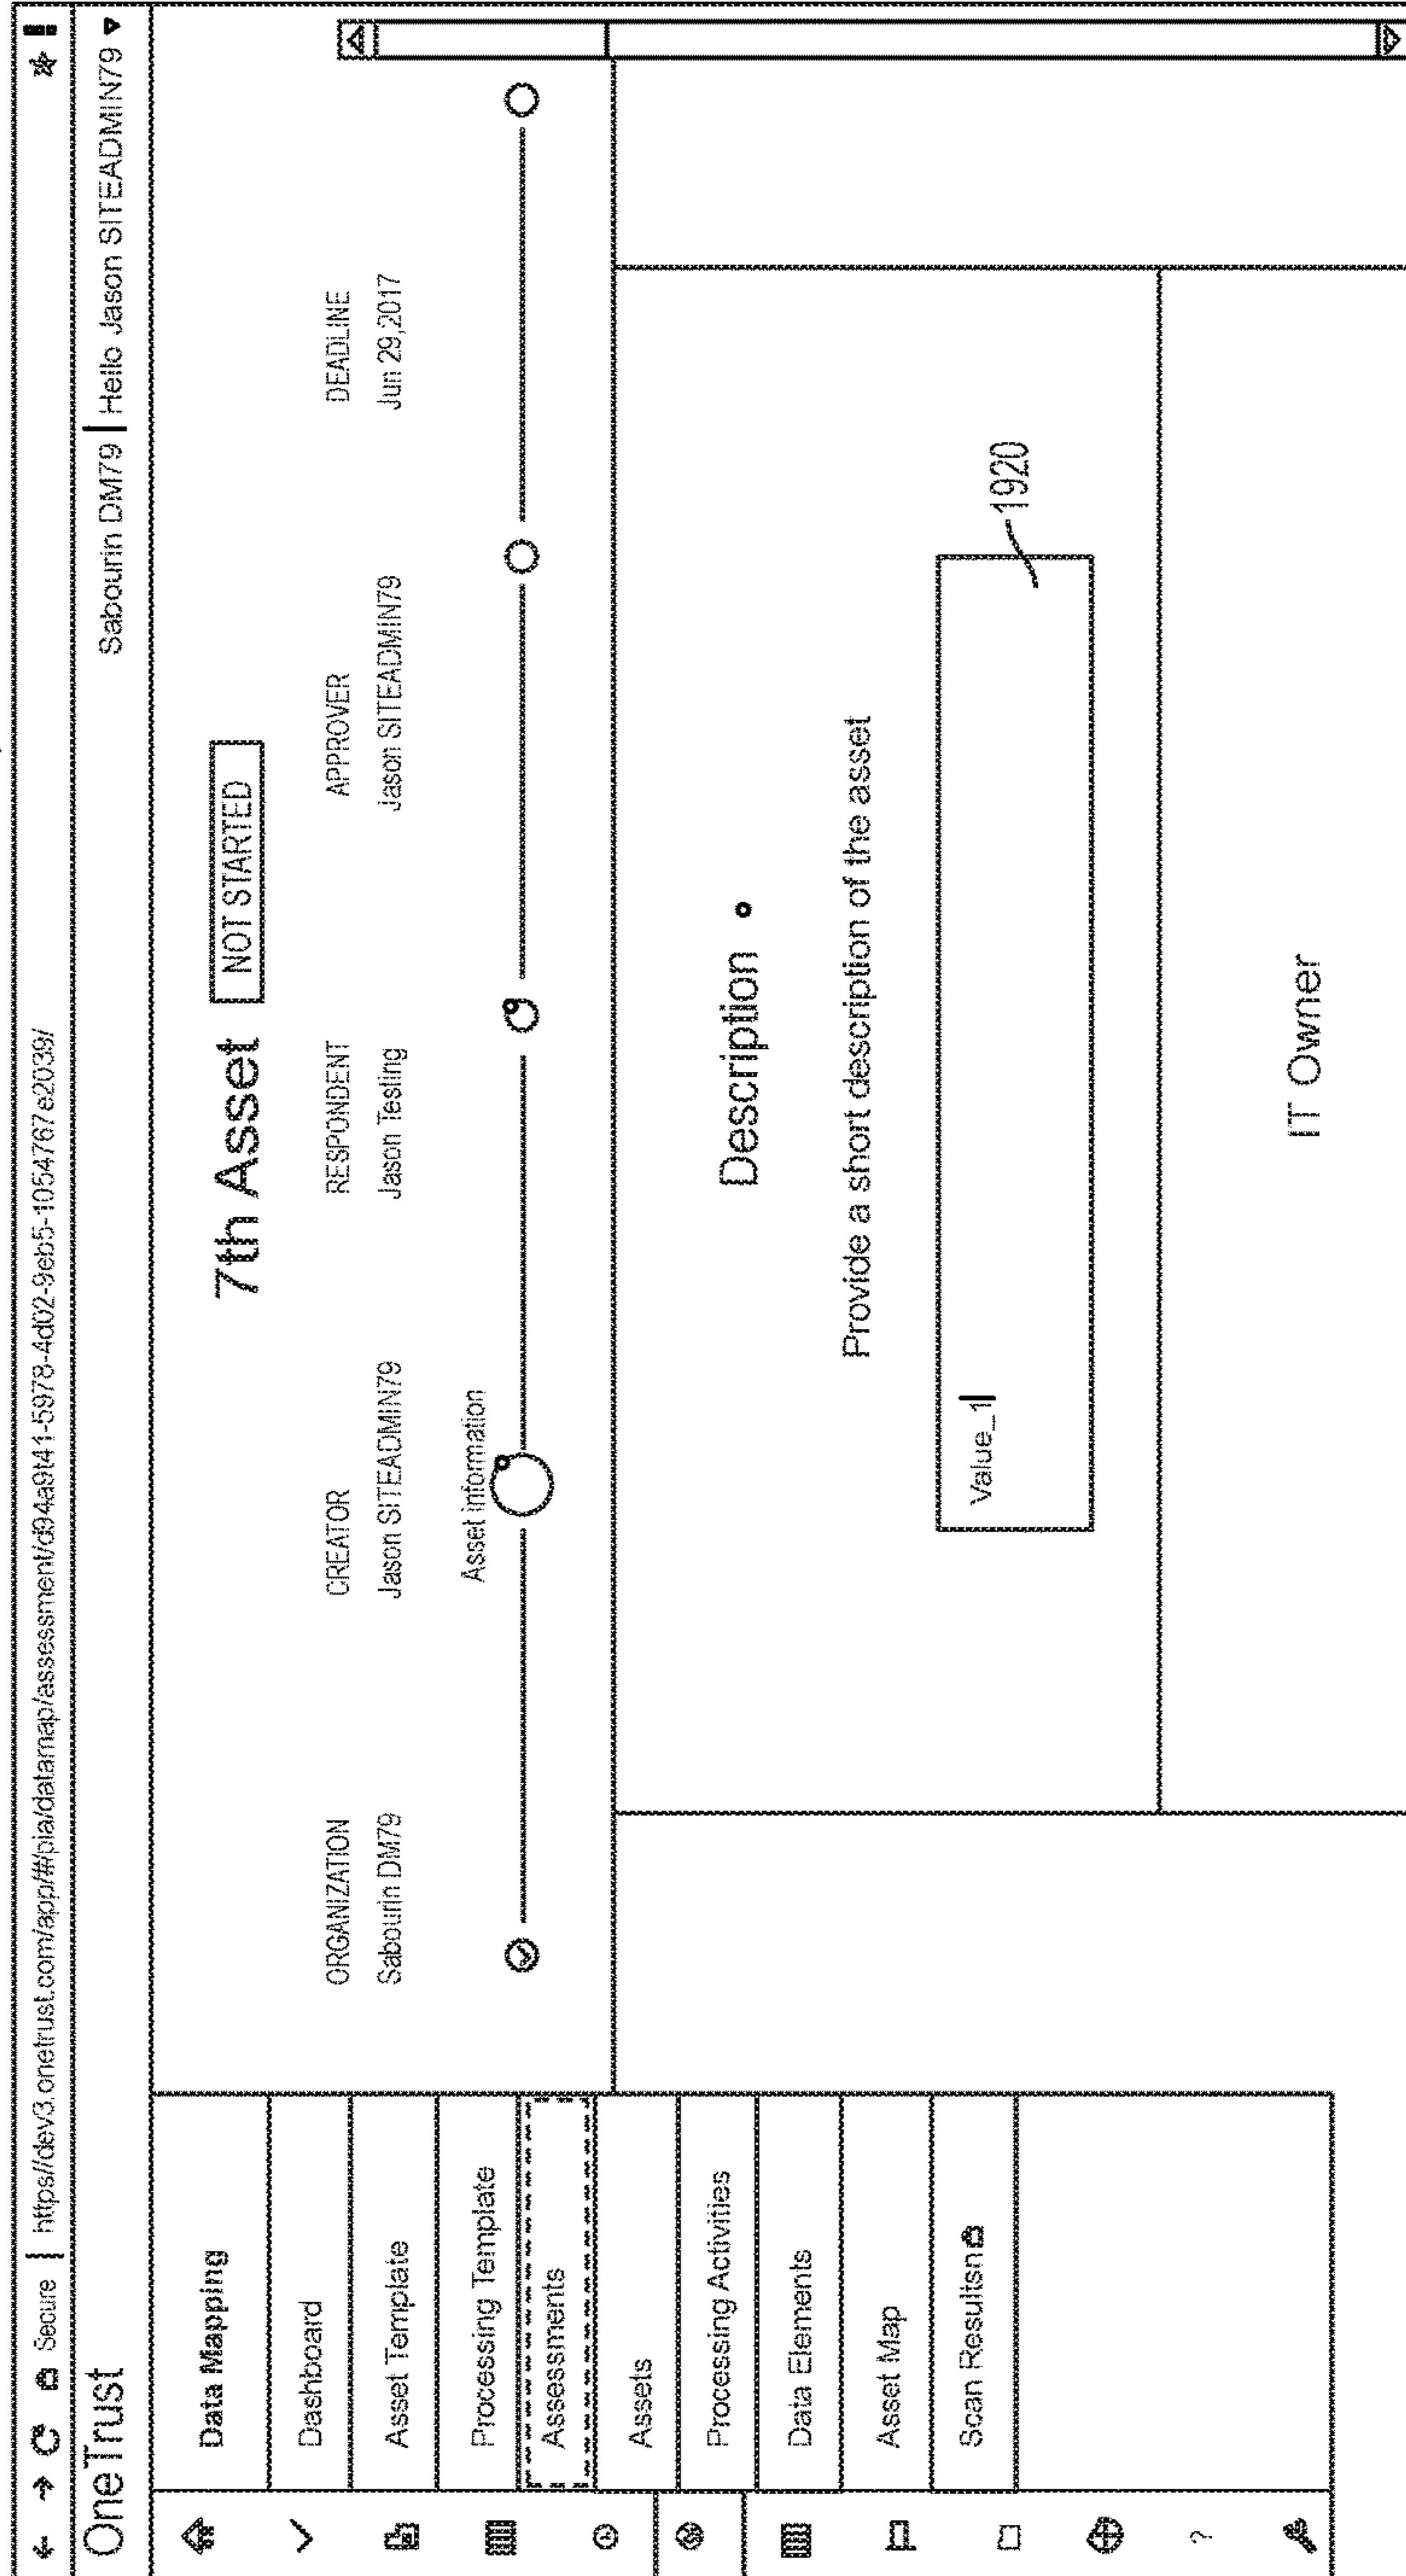 Secure | https//dev3.onetrust.com/app/#/pia/datamap/assessment/d94a9f41-5978-4d02-9eb5-1054767e2039/
OneTrust
Sabourin DM79 | Hello Jason SITEADMIN79
Data Mapping
Dashboard
Asset Template
Processing Template
Assessments
Assets
Processing Activities
Data Elements
Asset Map
Scan Resultsn
7th Asset NOT STARTED
ORGANIZATION CREATOR RESPONDENT APPROVER DEADLINE
Sabourin DM79 Jason SITEADMIN79 Jason Testing Jason SITEADMIN79 Jun 29,2017
Asset information
Description
Provide a short description of the asset
Value_1
1920
IT Owner
?